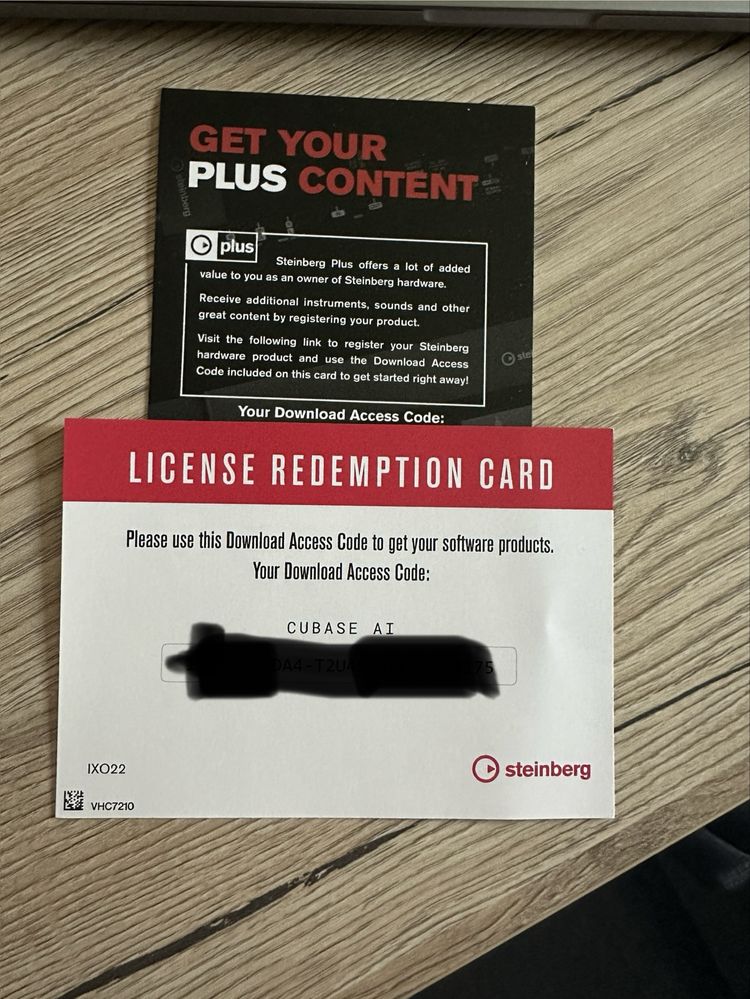 GET YOUR
PLUS CONTENT
plus
Steinberg Plus offers a lot of added
value to you as an owner of Steinberg hardware.
Receive additional instruments, sounds and other
great content by registering your product.
Visit the following link to register your Steinberg
hardware product and use the Download Access
Code included on this card to get started right away!
Your Download Access Code:
LICENSE REDEMPTION CARD
Please use this Download Access Code to get your software products.
Your Download Access Code:
CUBASE AI
IXO22
steinberg
VHC7210